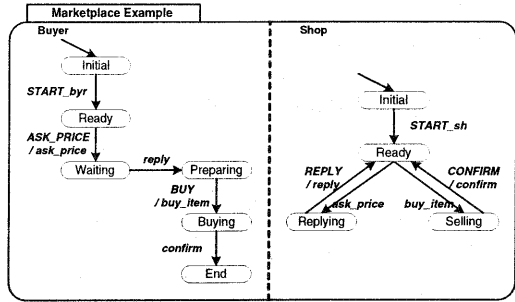 Marketplace Example
Buyer
Initial
START_byr
Ready
ASK_PRICE
/ ask_price
Waiting
reply
Preparing
BUY
/ buy_item
Buying
confirm
End
Shop
Initial
START_sh
Ready
REPLY
/ reply
CONFIRM
/ confirm
ask_price
buy_item
Replying
Selling